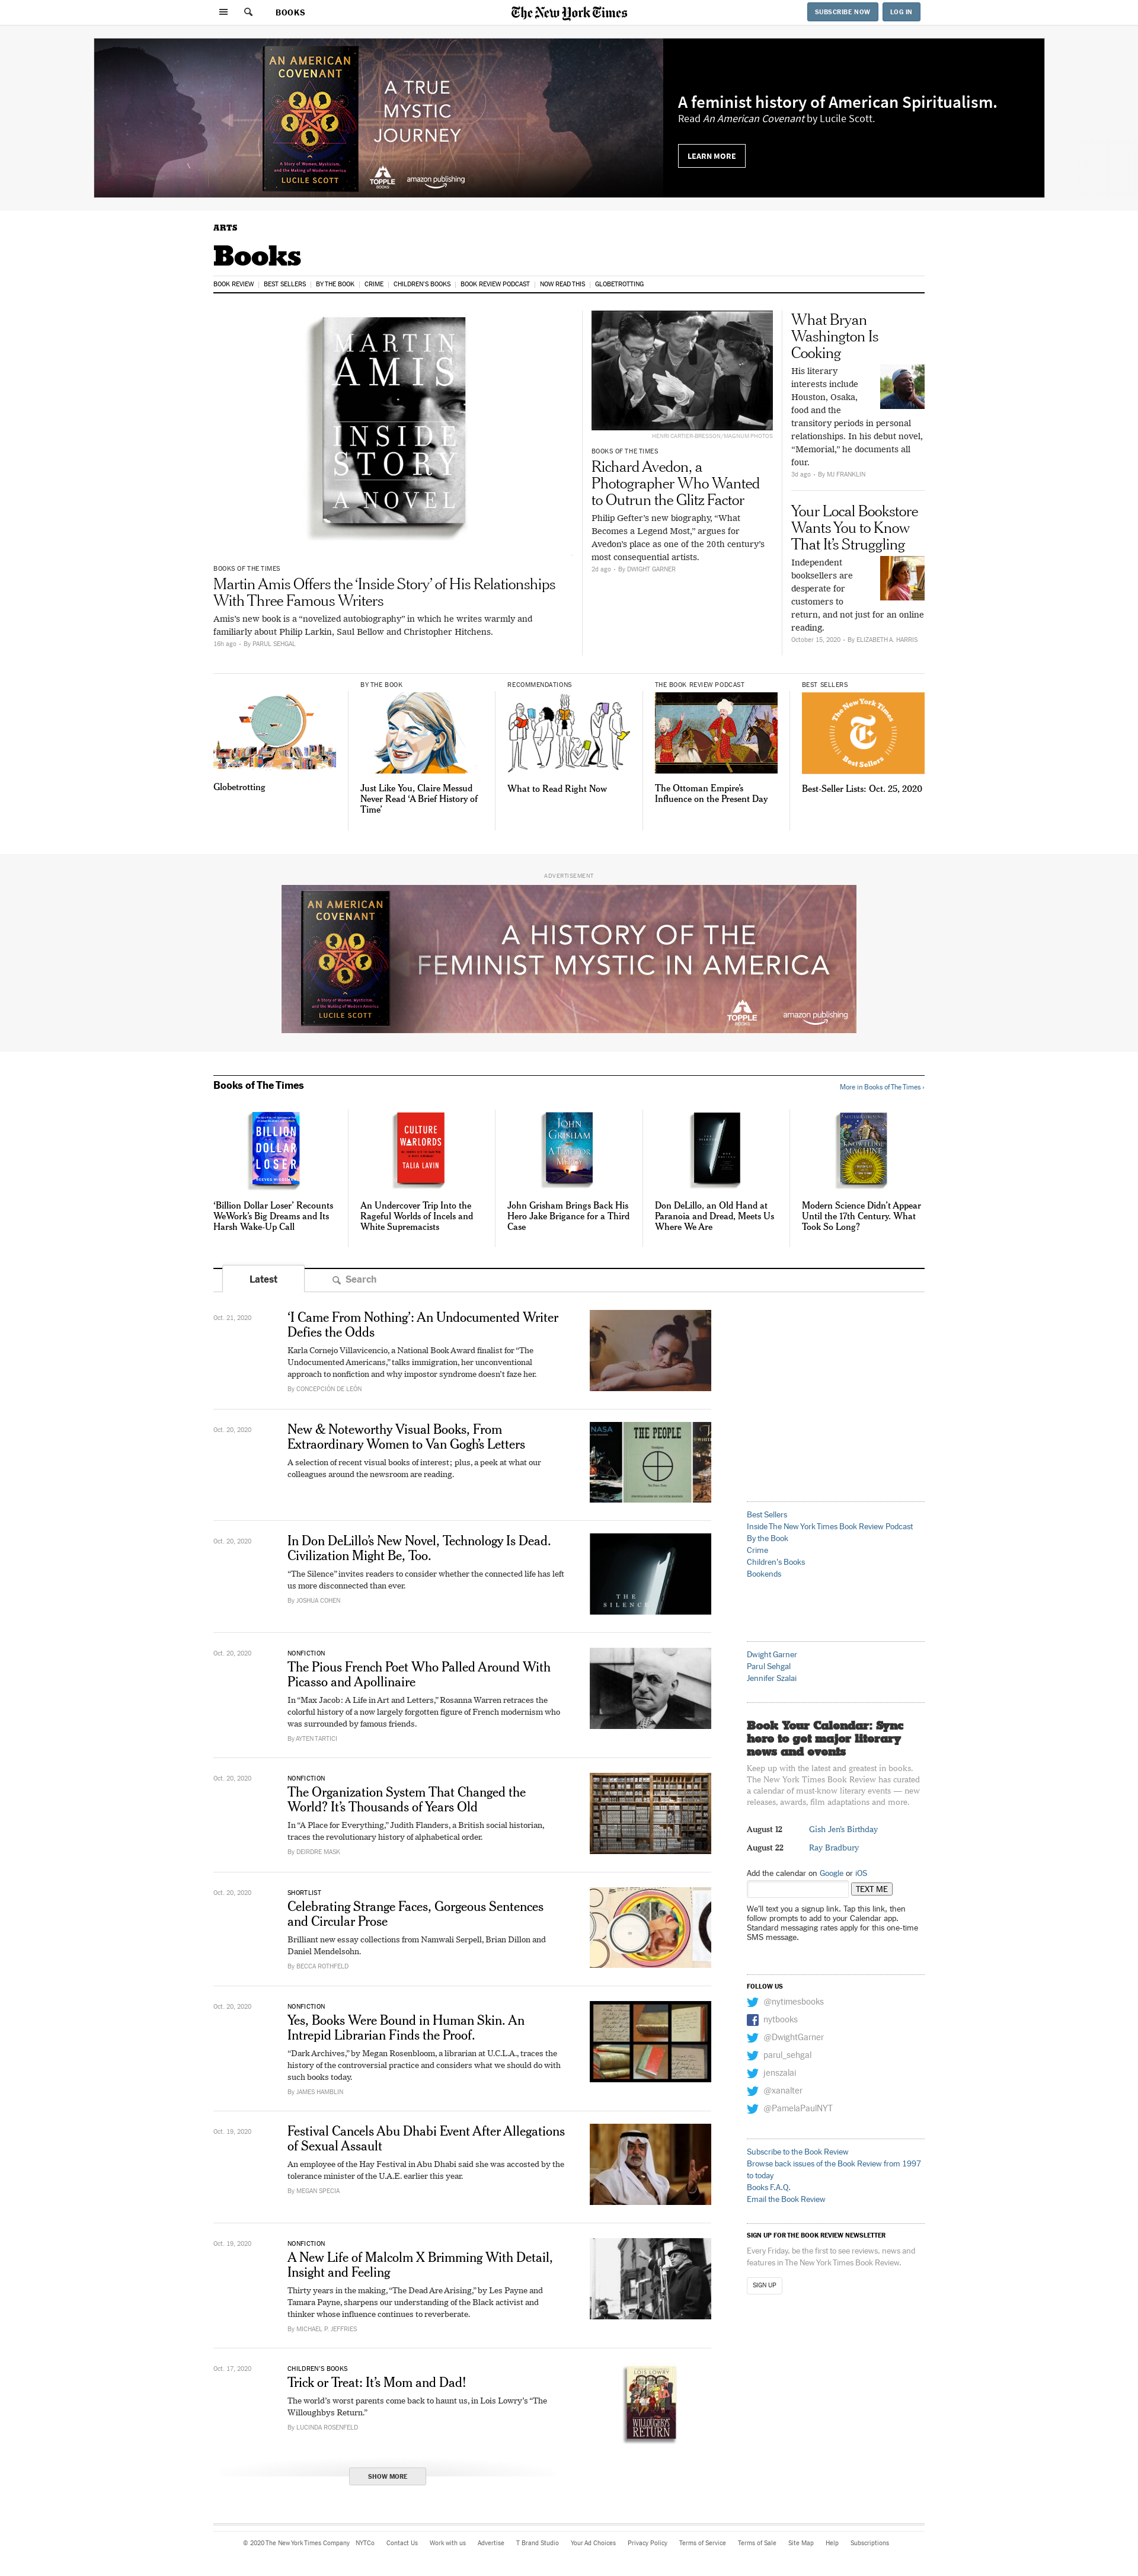 BOOKS
The New York Times
SUBSCRIBE NOW
LOG IN
AN AMERICAN
COVENANT
A Story of Women, Mysticism,
and the Making of Modern America
LUCILE SCOTT
A TRUE
MYSTIC
JOURNEY
TOPPLE
BOOKS
amazon publishing
A feminist history of American Spiritualism.
Read An American Covenant by Lucile Scott.
LEARN MORE
ARTS
Books
BOOK REVIEW
BEST SELLERS
BY THE BOOK
CRIME
CHILDREN'S BOOKS
BOOK REVIEW PODCAST
NOW READ THIS
GLOBETROTTING
MARTIN
AMIS
INSIDE
STORY
A NOVEL
BOOKS OF THE TIMES
Martin Amis Offers the ‘Inside Story’ of His Relationships
With Three Famous Writers
Amis’s new book is a “novelized autobiography” in which he writes warmly and
familiarly about Philip Larkin, Saul Bellow and Christopher Hitchens.
16h ago - By PARUL SEHGAL
HENRI CARTIER-BRESSON/MAGNUM PHOTOS
BOOKS OF THE TIMES
Richard Avedon, a
Photographer Who Wanted
to Outrun the Glitz Factor
Philip Gefter’s new biography, “What
Becomes a Legend Most,” argues for
Avedon’s place as one of the 20th century’s
most consequential artists.
2d ago - By DWIGHT GARNER
What Bryan
Washington Is
Cooking
His literary
interests include
Houston, Osaka,
food and the
transitory periods in personal
relationships. In his debut novel,
“Memorial,” he documents all
four.
3d ago - By MJ FRANKLIN
Your Local Bookstore
Wants You to Know
That It’s Struggling
Independent
booksellers are
desperate for
customers to
return, and not just for an online
reading.
October 15, 2020 - By ELIZABETH A. HARRIS
Globetrotting
BY THE BOOK
Just Like You, Claire Messud
Never Read ‘A Brief History of
Time’
RECOMMENDATIONS
What to Read Right Now
THE BOOK REVIEW PODCAST
The Ottoman Empire’s
Influence on the Present Day
BEST SELLERS
The New York Times
Best Sellers
Best-Seller Lists: Oct. 25, 2020
ADVERTISEMENT
AN AMERICAN
COVENANT
A Story of Women, Mysticism,
and the Making of Modern America
LUCILE SCOTT
A HISTORY OF THE
FEMINIST MYSTIC IN AMERICA
TOPPLE
BOOKS
amazon publishing
Books of The Times
More in Books of The Times ›
BILLION
DOLLAR
LOSER
‘Billion Dollar Loser’ Recounts
WeWork’s Big Dreams and Its
Harsh Wake-Up Call
CULTURE
WARLORDS
TALIA LAVIN
An Undercover Trip Into the
Rageful Worlds of Incels and
White Supremacists
JOHN
GRISHAM
John Grisham Brings Back His
Hero Jake Brigance for a Third
Case
Don DeLillo, an Old Hand at
Paranoia and Dread, Meets Us
Where We Are
KNOWLEDGE
MACHINE
Modern Science Didn’t Appear
Until the 17th Century. What
Took So Long?
Latest
Search
Oct. 21, 2020
‘I Came From Nothing’: An Undocumented Writer
Defies the Odds
Karla Cornejo Villavicencio, a National Book Award finalist for “The
Undocumented Americans,” talks immigration, her unconventional
approach to nonfiction and why impostor syndrome doesn’t faze her.
By CONCEPCIÓN DE LEÓN
Oct. 20, 2020
New & Noteworthy Visual Books, From
Extraordinary Women to Van Gogh’s Letters
A selection of recent visual books of interest; plus, a peek at what our
colleagues around the newsroom are reading.
NASA
THE PEOPLE
Oct. 20, 2020
In Don DeLillo’s New Novel, Technology Is Dead.
Civilization Might Be, Too.
“The Silence” invites readers to consider whether the connected life has left
us more disconnected than ever.
By JOSHUA COHEN
THE
SILENCE
Oct. 20, 2020
NONFICTION
The Pious French Poet Who Palled Around With
Picasso and Apollinaire
In “Max Jacob: A Life in Art and Letters,” Rosanna Warren retraces the
colorful history of a now largely forgotten figure of French modernism who
was surrounded by famous friends.
By AYTEN TARTICI
Oct. 20, 2020
NONFICTION
The Organization System That Changed the
World? It’s Thousands of Years Old
In “A Place for Everything,” Judith Flanders, a British social historian,
traces the revolutionary history of alphabetical order.
By DEIRDRE MASK
Oct. 20, 2020
SHORTLIST
Celebrating Strange Faces, Gorgeous Sentences
and Circular Prose
Brilliant new essay collections from Namwali Serpell, Brian Dillon and
Daniel Mendelsohn.
By BECCA ROTHFELD
Oct. 20, 2020
NONFICTION
Yes, Books Were Bound in Human Skin. An
Intrepid Librarian Finds the Proof.
“Dark Archives,” by Megan Rosenbloom, a librarian at U.C.L.A., traces the
history of the controversial practice and considers what we should do with
such books today.
By JAMES HAMBLIN
Oct. 19, 2020
Festival Cancels Abu Dhabi Event After Allegations
of Sexual Assault
An employee of the Hay Festival in Abu Dhabi said she was accosted by the
tolerance minister of the U.A.E. earlier this year.
By MEGAN SPECIA
Oct. 19, 2020
NONFICTION
A New Life of Malcolm X Brimming With Detail,
Insight and Feeling
Thirty years in the making, “The Dead Are Arising,” by Les Payne and
Tamara Payne, sharpens our understanding of the Black activist and
thinker whose influence continues to reverberate.
By MICHAEL P. JEFFRIES
Oct. 17, 2020
CHILDREN’S BOOKS
Trick or Treat: It’s Mom and Dad!
The world’s worst parents come back to haunt us, in Lois Lowry’s “The
Willoughbys Return.”
By LUCINDA ROSENFELD
LOIS LOWRY
WILLOUGHBYS
RETURN
SHOW MORE
Best Sellers
Inside The New York Times Book Review Podcast
By the Book
Crime
Children's Books
Bookends
Dwight Garner
Parul Sehgal
Jennifer Szalai
Book Your Calendar: Sync
here to get major literary
news and events
Keep up with the latest and greatest in books.
The New York Times Book Review has curated
a calendar of must-know literary events — new
releases, awards, film adaptations and more.
August 12 Gish Jen’s Birthday
August 22 Ray Bradbury
Add the calendar on Google or iOS
TEXT ME
We'll text you a signup link. Tap this link, then
follow prompts to add to your Calendar app.
Standard messaging rates apply for this one-time
SMS message.
FOLLOW US
@nytimesbooks
nytbooks
@DwightGarner
parul_sehgal
jenszalai
@xanalter
@PamelaPaulNYT
Subscribe to the Book Review
Browse back issues of the Book Review from 1997
to today
Books F.A.Q.
Email the Book Review
SIGN UP FOR THE BOOK REVIEW NEWSLETTER
Every Friday, be the first to see reviews, news and
features in The New York Times Book Review.
SIGN UP
© 2020 The New York Times Company NYTCo Contact Us Work with us Advertise T Brand Studio Your Ad Choices Privacy Policy Terms of Service Terms of Sale Site Map Help Subscriptions